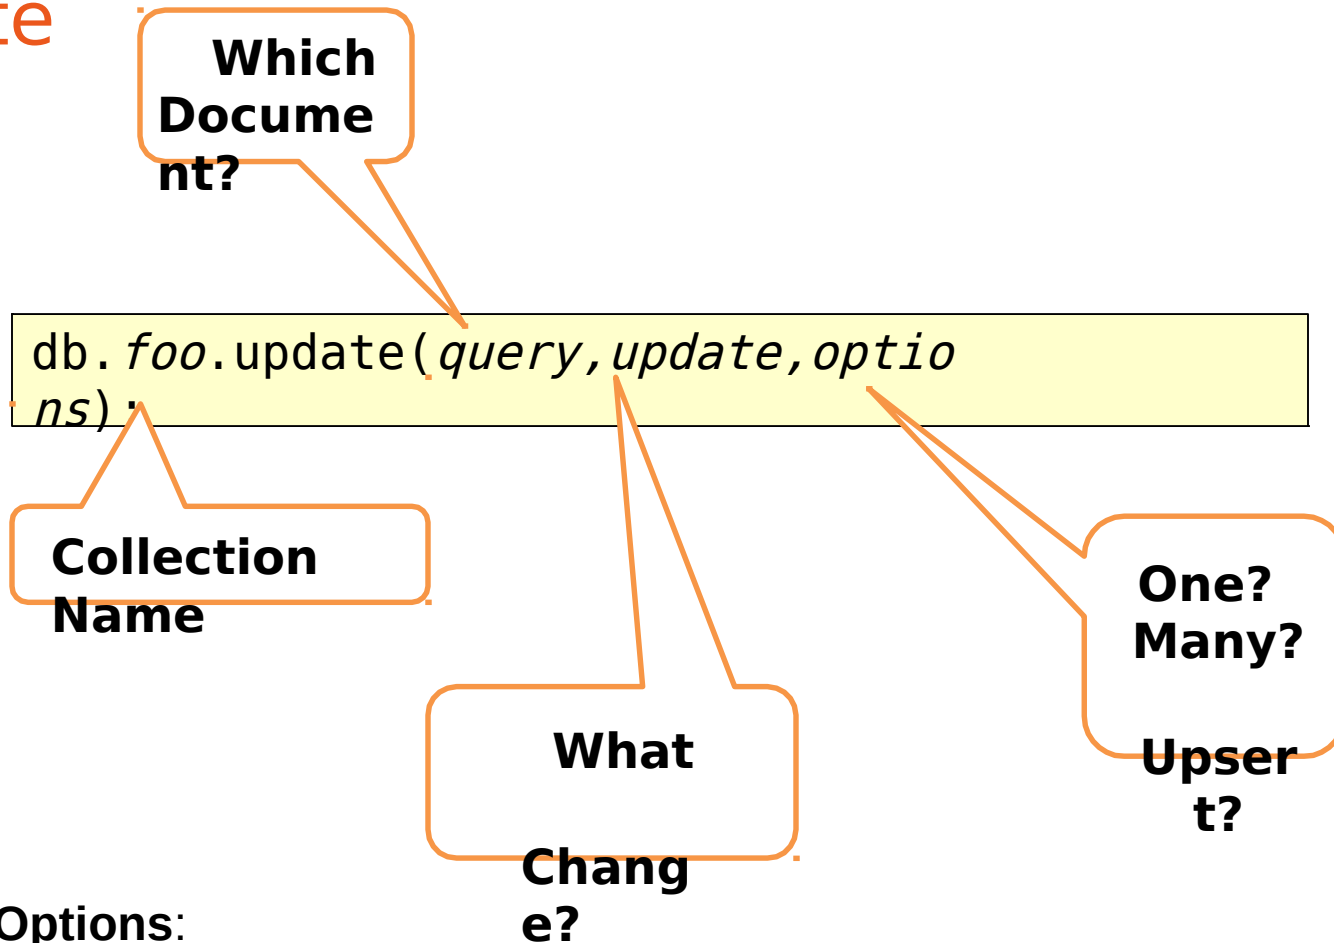 te
Which
Docume
nt?
db.foo.update(query,update,optio
ns);
Collection
Name
One?
Many?
Upser
t?
What
Chang
e?
Options: